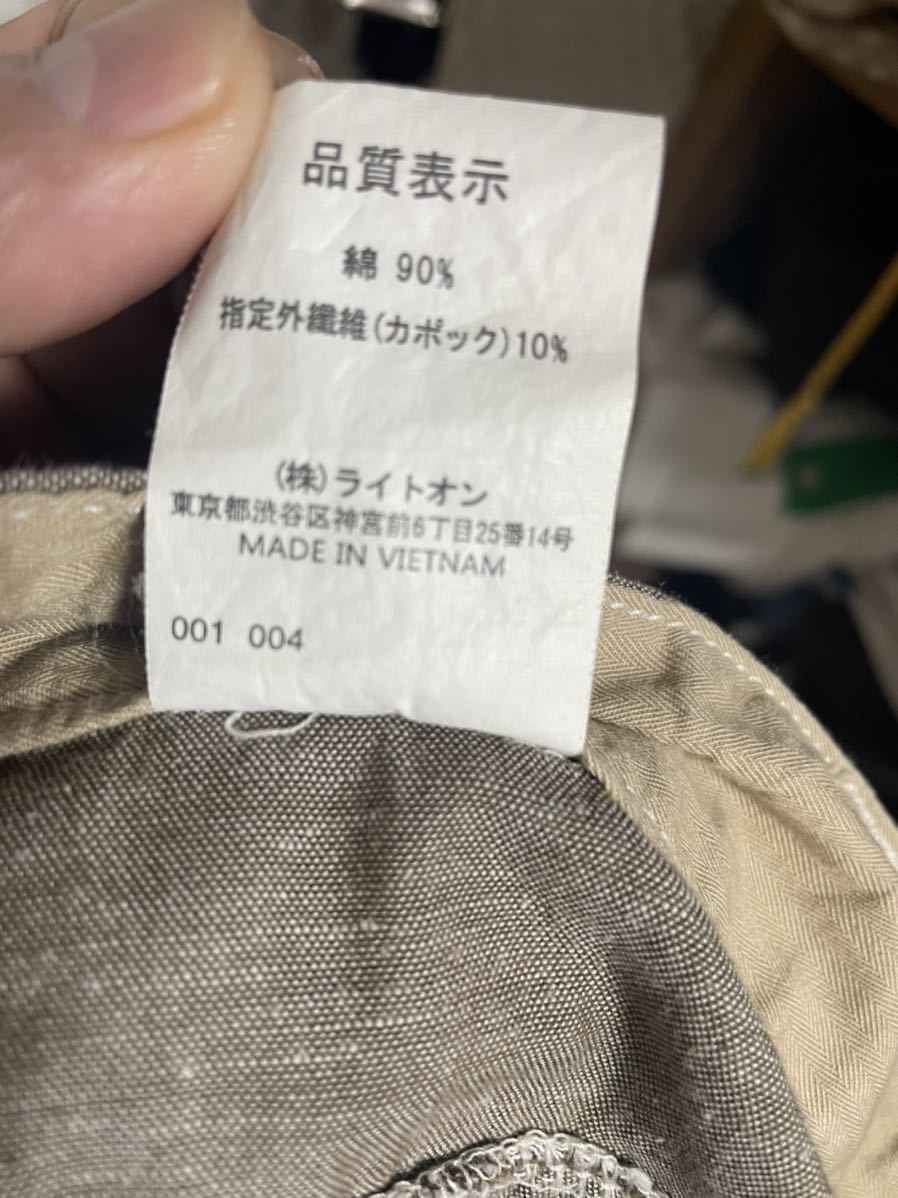 品質表示
綿 90%
指定外繊維(カポック)10%
(株)ライトオン
東京都渋谷区神宮前6丁目25番14号
MADE IN VIETNAM
001 004